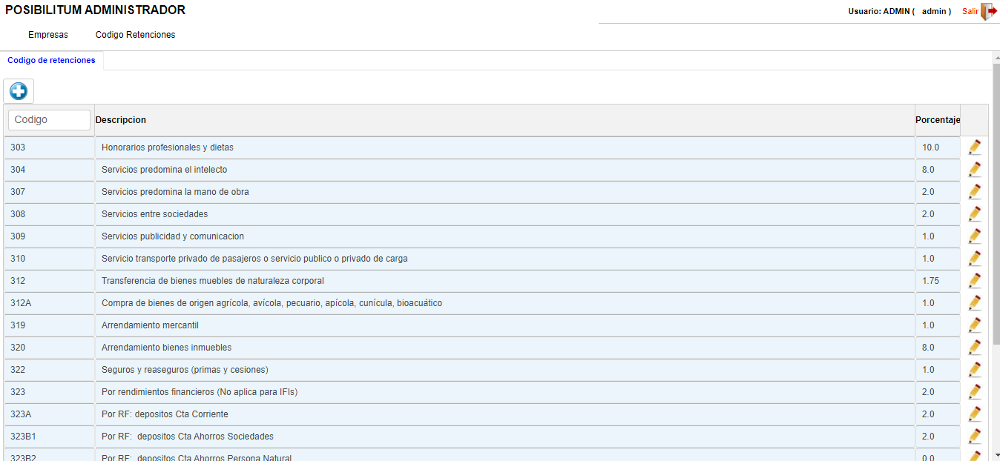 POSIBILITUM ADMINISTRADOR
Usuario: ADMIN ( admin ) Salir
Empresas Codigo Retenciones
Codigo de retenciones
Codigo Descripcion Porcentaje
303 Honorarios profesionales y dietas 10.0
304 Servicios predomina el intelecto 8.0
307 Servicios predomina la mano de obra 2.0
308 Servicios entre sociedades 2.0
309 Servicios publicidad y comunicacion 1.0
310 Servicio transporte privado de pasajeros o servicio publico o privado de carga 1.0
312 Transferencia de bienes muebles de naturaleza corporal 1.75
312A Compra de bienes de origen agrícola, avícola, pecuario, apícola, cunícula, bioacuático 1.0
319 Arrendamiento mercantil 1.0
320 Arrendamiento bienes inmuebles 8.0
322 Seguros y reaseguros (primas y cesiones) 1.0
323 Por rendimientos financieros (No aplica para IFIs) 2.0
323A Por RF: depositos Cta Corriente 2.0
323B1 Por RF:  depositos Cta Ahorros Sociedades 2.0
323B2 Por RF:  depositos Cta Ahorros Persona Natural 0.0